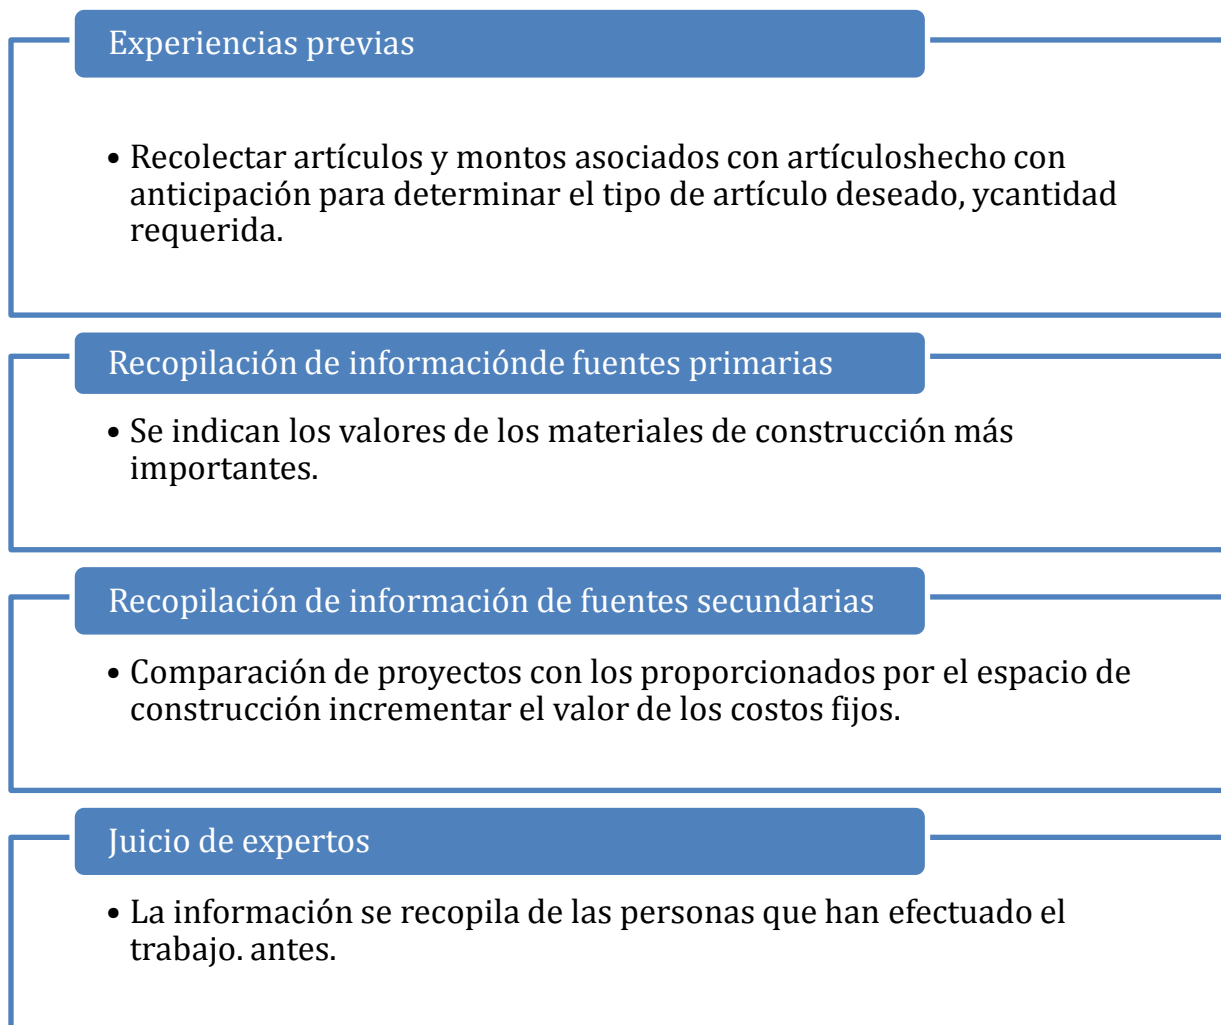 Experiencias previas
• Recolectar artículos y montos asociados con artículoshecho con
anticipación para determinar el tipo de artículo deseado, ycantidad
requerida.
Recopilación de informaciónde fuentes primarias
• Se indican los valores de los materiales de construcción más
importantes.
Recopilación de información de fuentes secundarias
• Comparación de proyectos con los proporcionados por el espacio de
construcción incrementar el valor de los costos fijos.
Juicio de expertos
• La información se recopila de las personas que han efectuado el
trabajo. antes.